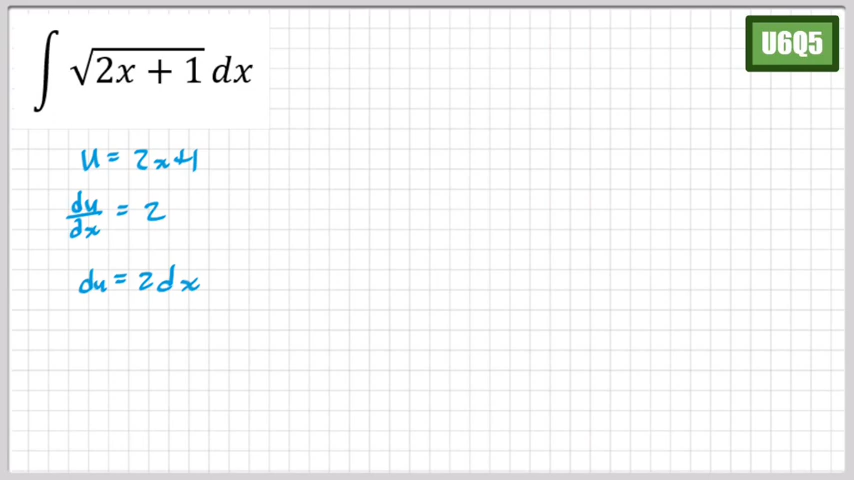 ∫ √(2x + 1) dx
U6Q5
u = 2x+1
du/dx = 2
du = 2dx